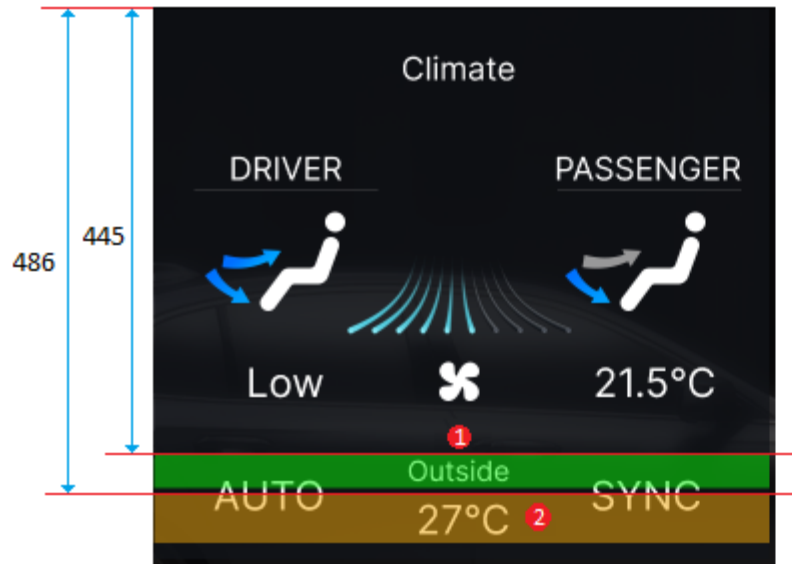 Climate
DRIVER
PASSENGER
445
486
Low
21.5°C
1
Outside
AUTO
SYNC
27°C
2